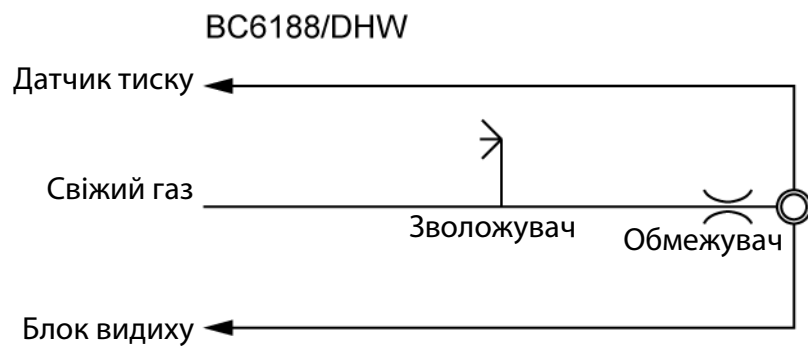 BC6188/DHW
Датчик тиску
Свіжий газ
Зволожувач
Обмежувач
Блок видиху